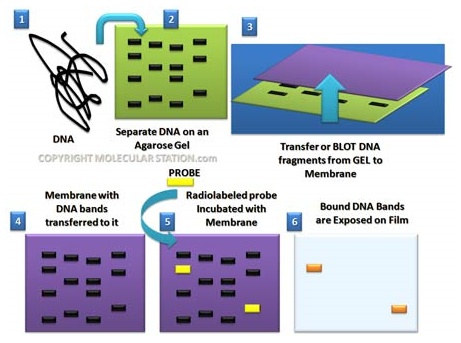 1
2
3
DNA
Separate DNA on an
Agarose Gel
COPYRIGHT MOLECULAR STATION.com
Transfer or BLOT DNA
fragments from GEL to
Membrane
PROBE
4
Membrane with
DNA bands
transferred to it
5
Radiolabeled probe
Incubated with
Membrane
6
Bound DNA Bands
are Exposed on Film